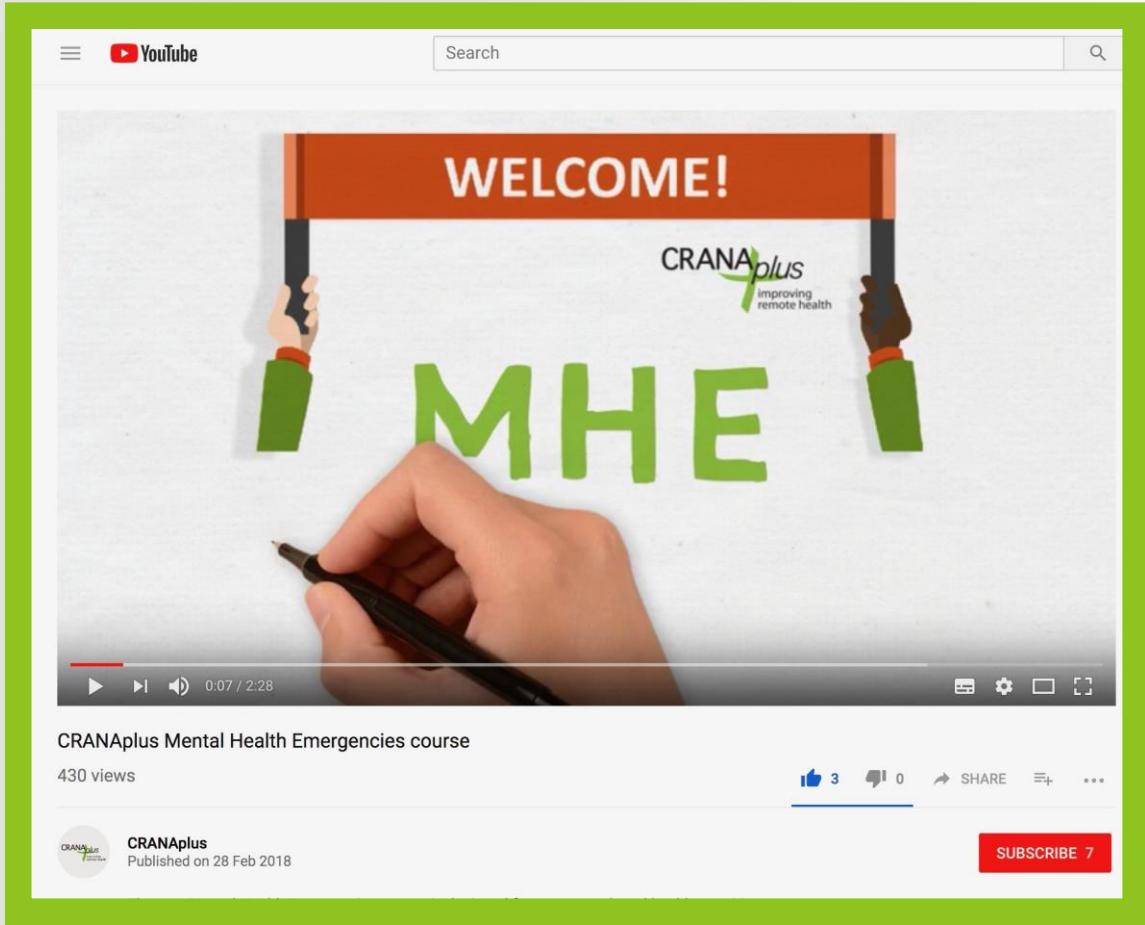 YouTube
Search
WELCOME!
CRANAplus
improving
remote health
MHE
0:07 / 2:28
CRANAplus Mental Health Emergencies course
430 views
3 0 SHARE
CRANAplus
CRANAplus
Published on 28 Feb 2018
SUBSCRIBE 7